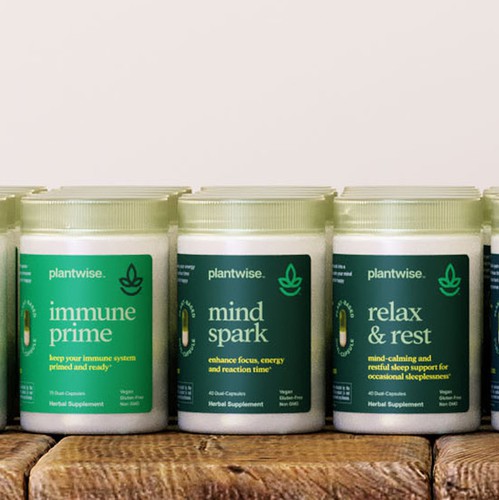 plantwise
immune
prime
keep your immune system
primed and ready*
Dual-Capsules
Herbal Supplement
Vegan
Gluten-Free
Non GMO
plantwise
mind
spark
enhance focus, energy
and reaction time*
40 Dual-Capsules
Herbal Supplement
Vegan
Gluten-Free
Non GMO
plantwise
relax
& rest
mind-calming and
restful sleep support for
occasional sleeplessness*
40 Dual-Capsules
Herbal Supplement
Vegan
Gluten-Free
Non GMO